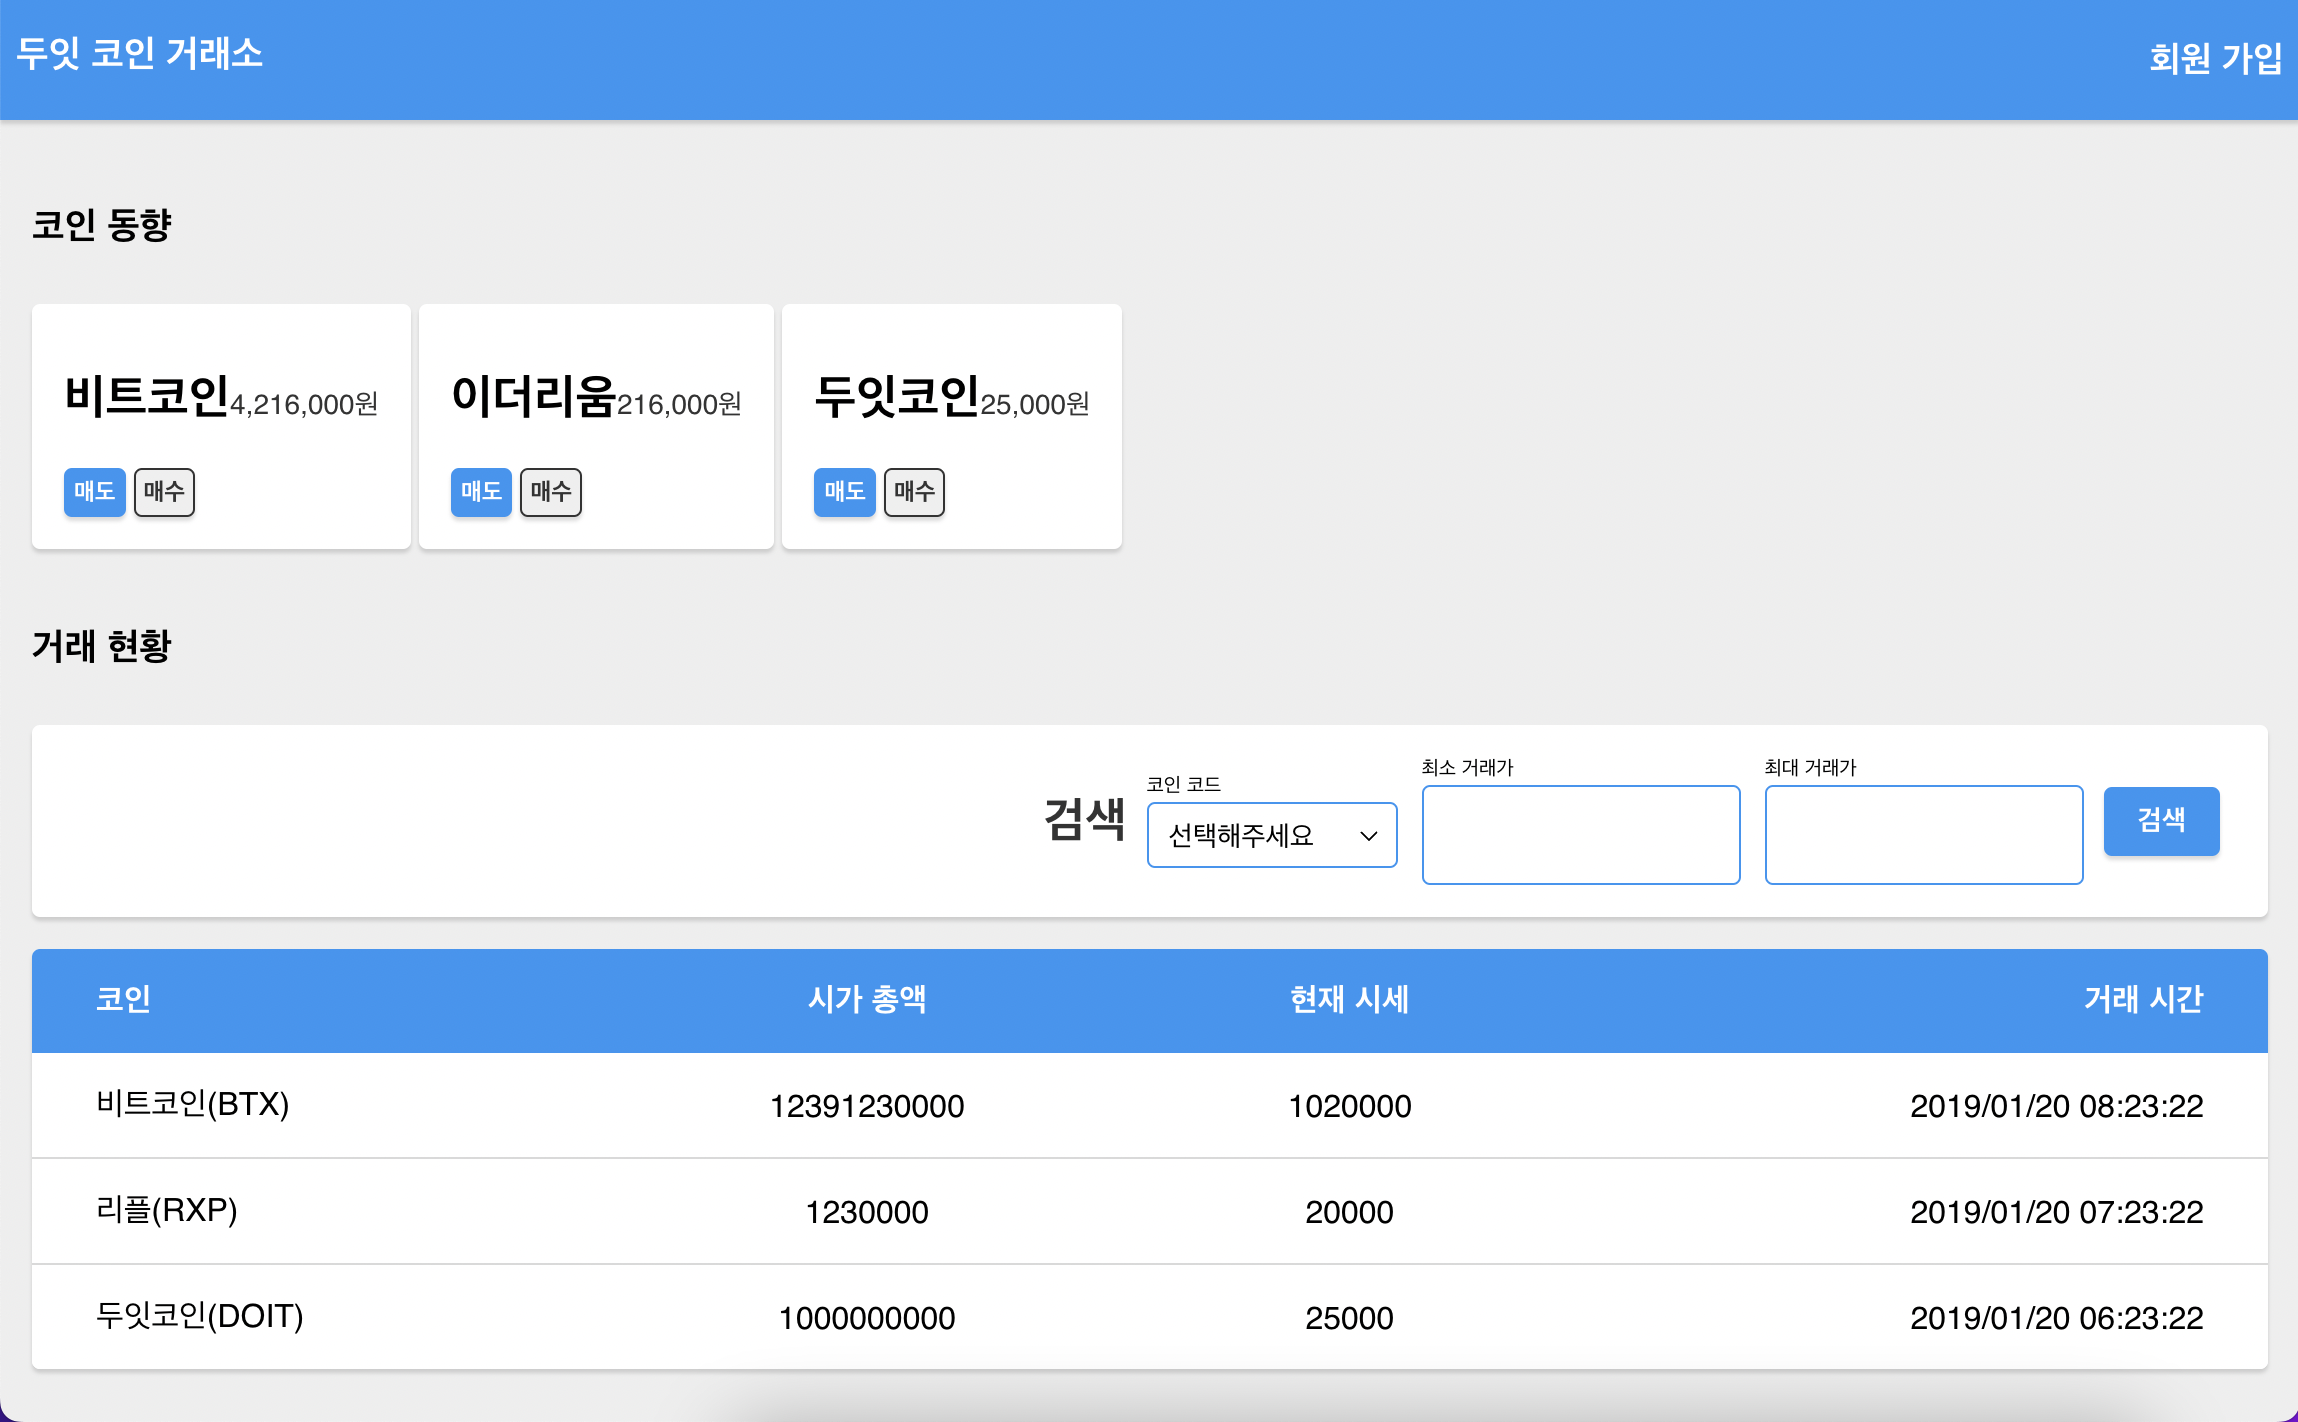 두잇 코인 거래소
회원 가입
코인 동향
비트코인4,216,000원
매도 매수
이더리움216,000원
매도 매수
두잇코인25,000원
매도 매수
거래 현황
검색
코인 코드
선택해주세요
최소 거래가
최대 거래가
검색
코인 시가 총액 현재 시세 거래 시간
비트코인(BTX) 12391230000 1020000 2019/01/20 08:23:22
리플(RXP) 1230000 20000 2019/01/20 07:23:22
두잇코인(DOIT) 1000000000 25000 2019/01/20 06:23:22